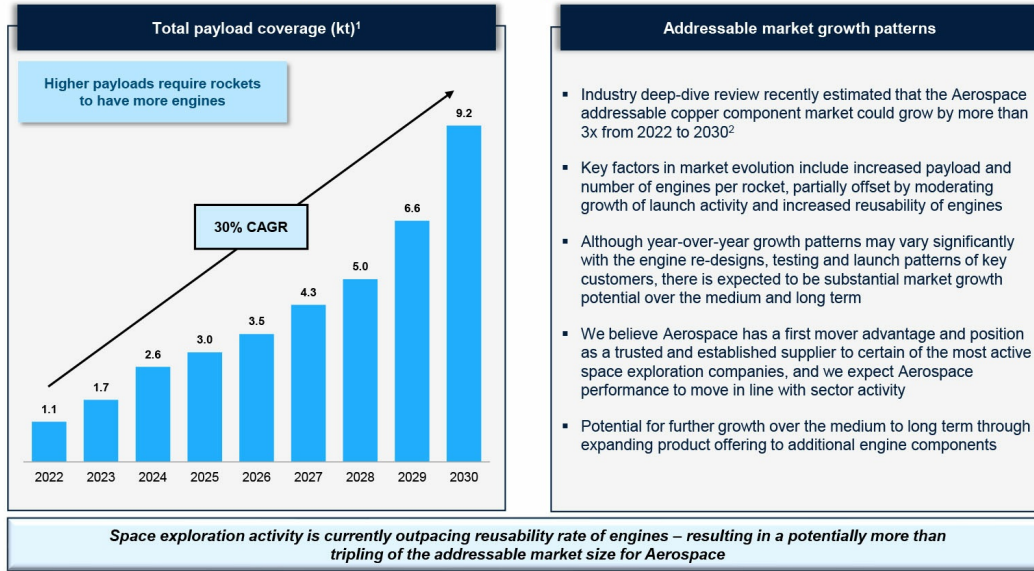 Total payload coverage (kt)¹
Higher payloads require rockets
to have more engines
30% CAGR
1.1
1.7
2.6
3.0
3.5
4.3
5.0
6.6
9.2
2022
2023
2024
2025
2026
2027
2028
2029
2030
Addressable market growth patterns
▪ Industry deep-dive review recently estimated that the Aerospace
addressable copper component market could grow by more than
3x from 2022 to 2030²
▪ Key factors in market evolution include increased payload and
number of engines per rocket, partially offset by moderating
growth of launch activity and increased reusability of engines
▪ Although year-over-year growth patterns may vary significantly
with the engine re-designs, testing and launch patterns of key
customers, there is expected to be substantial market growth
potential over the medium and long term
▪ We believe Aerospace has a first mover advantage and position
as a trusted and established supplier to certain of the most active
space exploration companies, and we expect Aerospace
performance to move in line with sector activity
▪ Potential for further growth over the medium to long term through
expanding product offering to additional engine components
Space exploration activity is currently outpacing reusability rate of engines – resulting in a potentially more than
tripling of the addressable market size for Aerospace